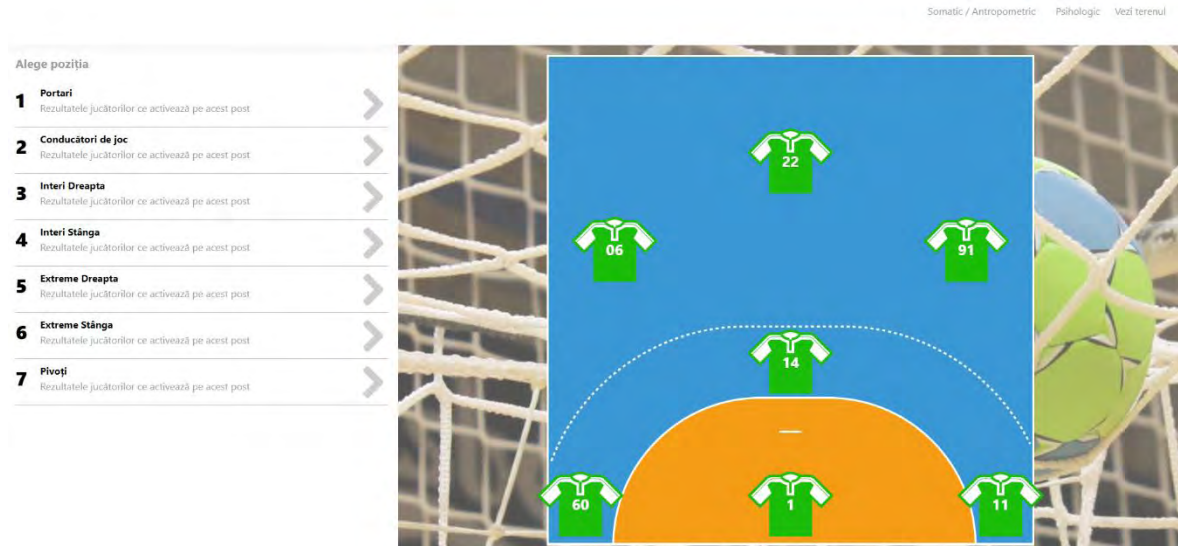 Somatic / Antropometric Psihologic Vezi terenul
Alege poziția
1 Portari
Rezultatele jucătorilor ce activează pe acest post
2 Conducători de joc
Rezultatele jucătorilor ce activează pe acest post
3 Interi Dreapta
Rezultatele jucătorilor ce activează pe acest post
4 Interi Stânga
Rezultatele jucătorilor ce activează pe acest post
5 Extreme Dreapta
Rezultatele jucătorilor ce activează pe acest post
6 Extreme Stânga
Rezultatele jucătorilor ce activează pe acest post
7 Pivoți
Rezultatele jucătorilor ce activează pe acest post
22
06 91
14
60 1 11